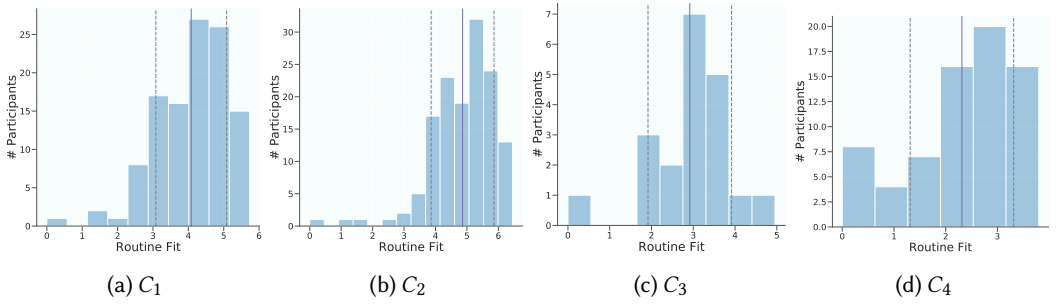 # Participants
25
20
15
10
5
0
0 1 2 3 4 5 6
Routine Fit
(a) C1
# Participants
30
25
20
15
10
5
0
0 1 2 3 4 5 6
Routine Fit
(b) C2
# Participants
7
6
5
4
3
2
1
0
0 1 2 3 4 5
Routine Fit
(c) C3
# Participants
20.0
17.5
15.0
12.5
10.0
7.5
5.0
2.5
0.0
0 1 2 3
Routine Fit
(d) C4